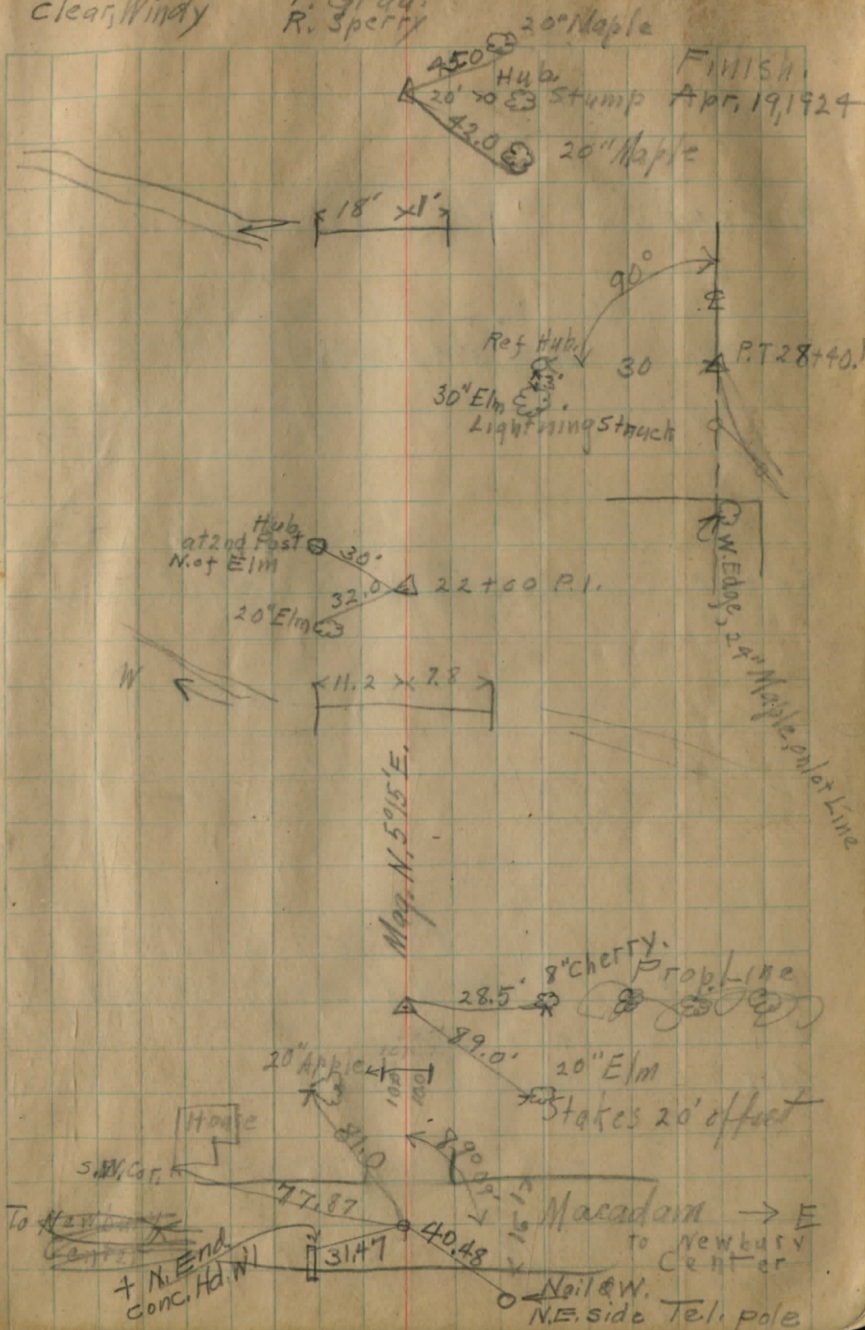 Clear, Windy
R. Sperry
20" Maple
45.0
Finish.
Hub.
20'
Stump Apr. 19, 1924
42.0
20" Maple
18' 1'
90°
Ref Hub.
30
P.T 28+40.
3'
30" Elm
Lightning Struck
Hub
at 2nd Post
N. of Elm
30.
32.0
22+00 P.I.
20" Elm
W. Edge, 24" Maple, on lot Line
W
11.2 7.8
Mag. N. 5°15' E.
8" Cherry.
Prop. Line
28.5'
89.0'
20" Apple
20" Elm
Stakes 20' offset
House
81.0
S.W. Cor.
77.87
16
Macadam → E
To Newbury
Center
to Newbury
Center
31.47
40.48
+ N. End
Conc. Hd. W'l
Nail & W.
N.E. side Tel. pole